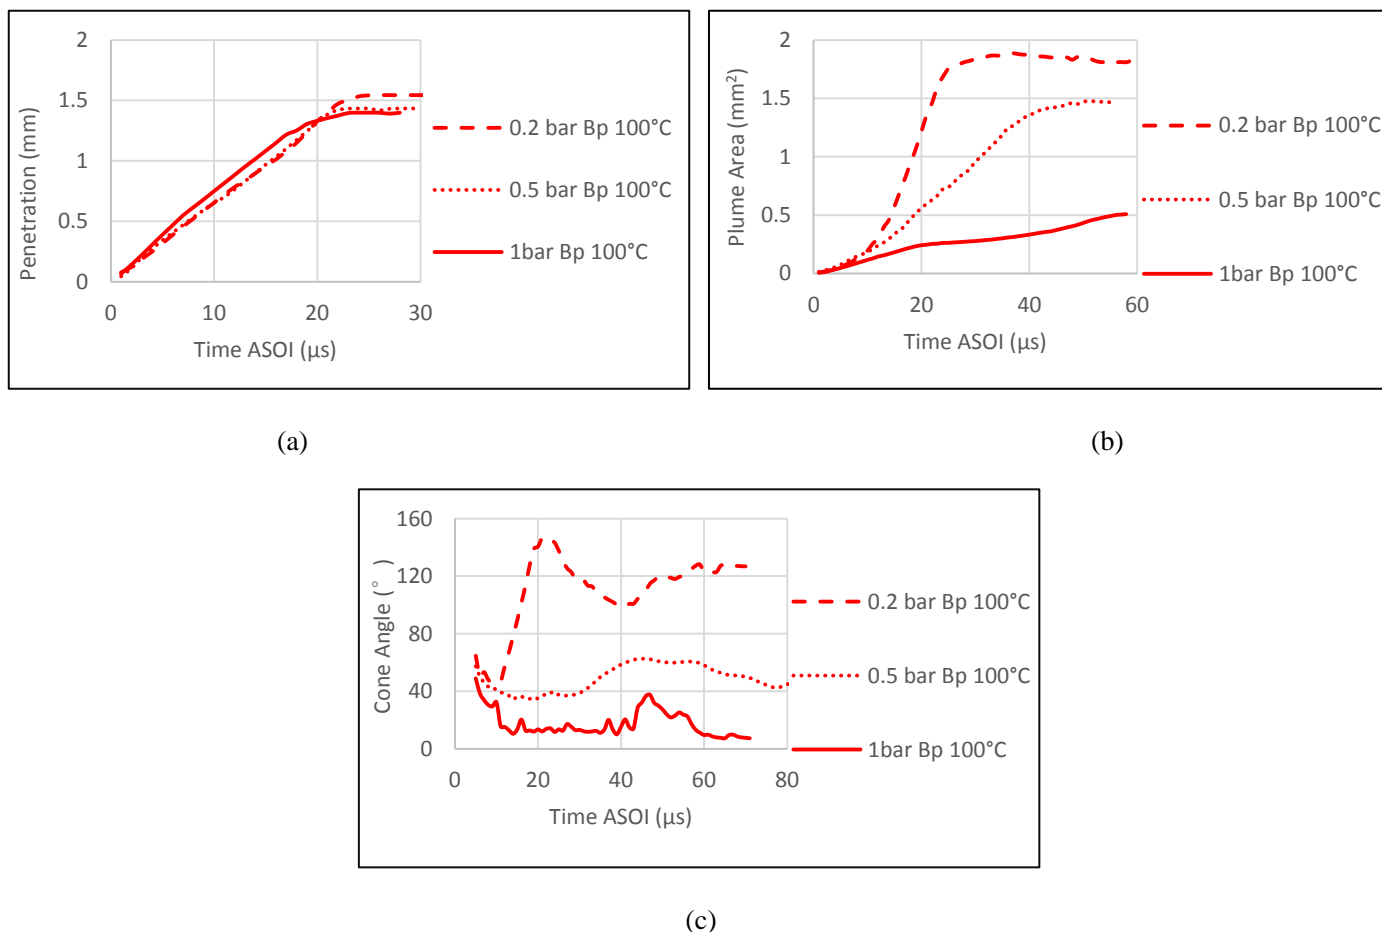 2
1.5
1
0.5
0
0 10 20 30
Penetration (mm)
Time ASOI (µs)
0.2 bar Bp 100°C
0.5 bar Bp 100°C
1bar Bp 100°C
(a)
2
1.5
1
0.5
0
0 20 40 60
Plume Area (mm²)
Time ASOI (µs)
0.2 bar Bp 100°C
0.5 bar Bp 100°C
1bar Bp 100°C
(b)
160
120
80
40
0
0 20 40 60 80
Cone Angle (°)
Time ASOI (µs)
0.2 bar Bp 100°C
0.5 bar Bp 100°C
1bar Bp 100°C
(c)